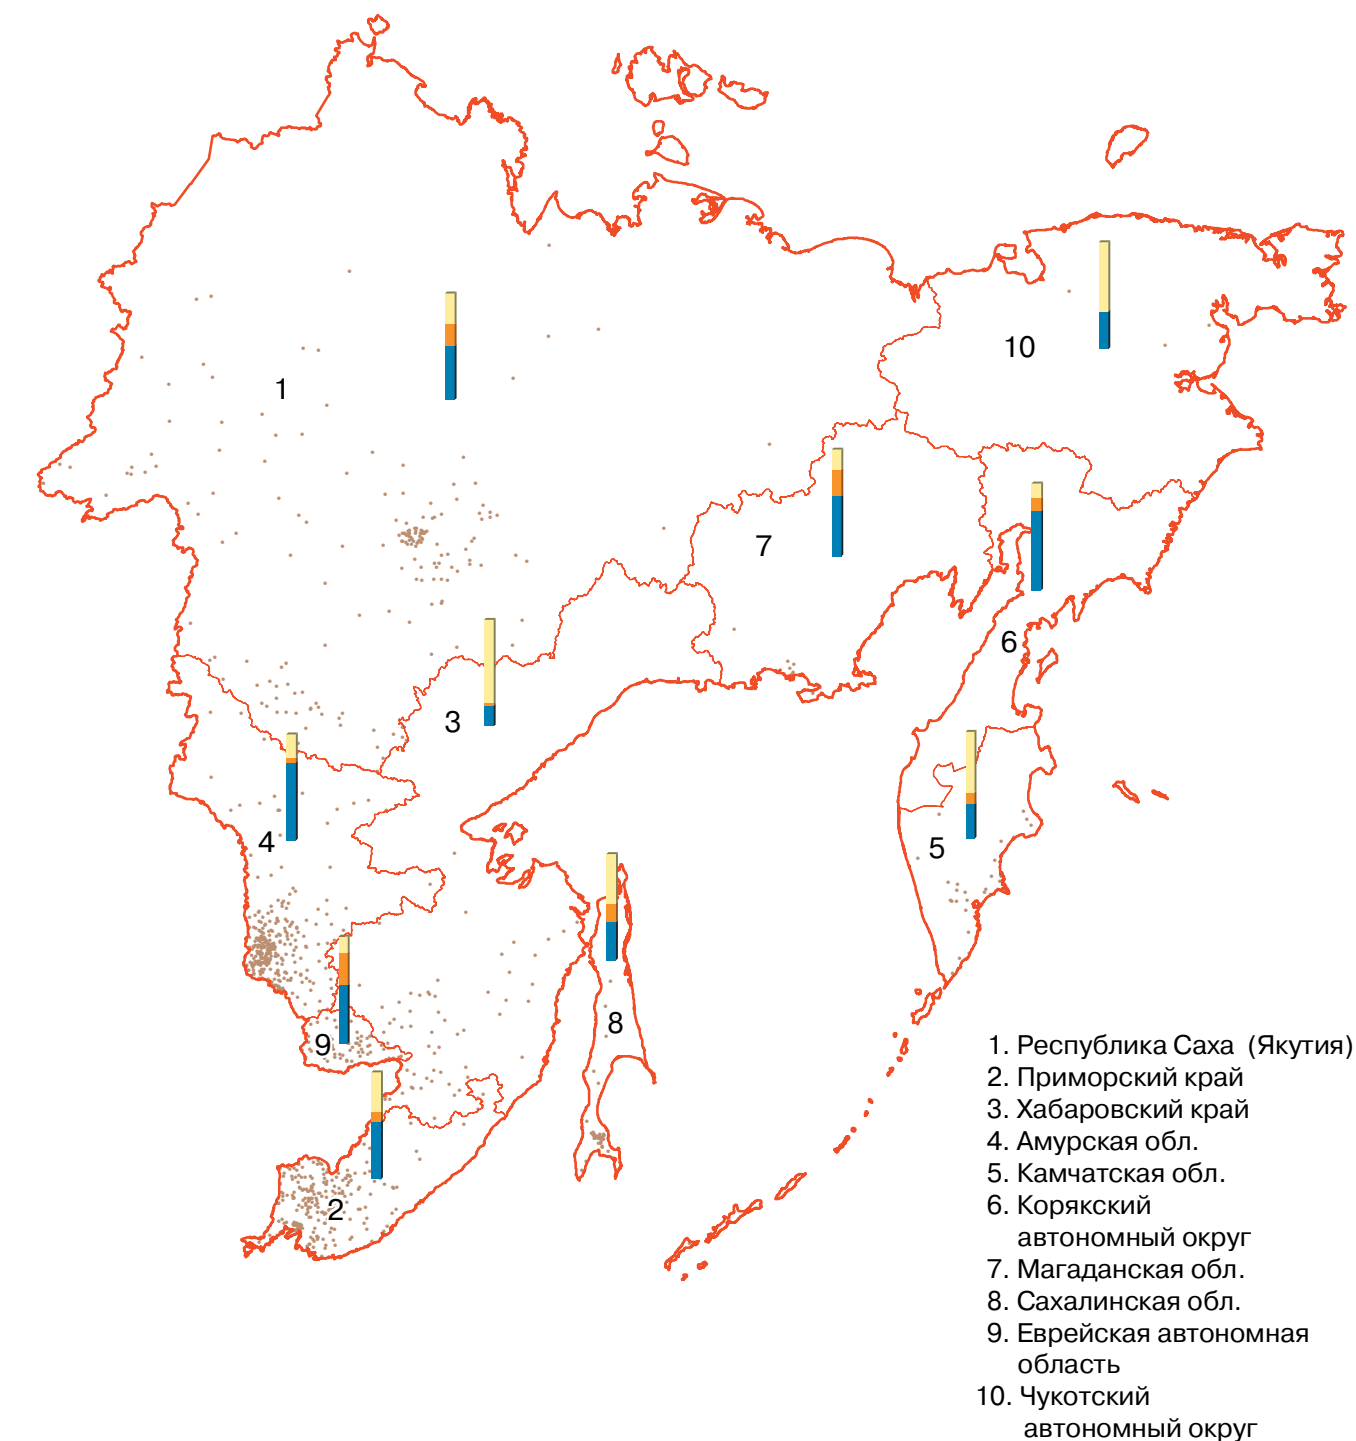 1
10
7
6
3
4
5
8
9
2
1. Республика Саха (Якутия)
2. Приморский край
3. Хабаровский край
4. Амурская обл.
5. Камчатская обл.
6. Корякский
автономный округ
7. Магаданская обл.
8. Сахалинская обл.
9. Еврейская автономная
область
10. Чукотский
автономный округ